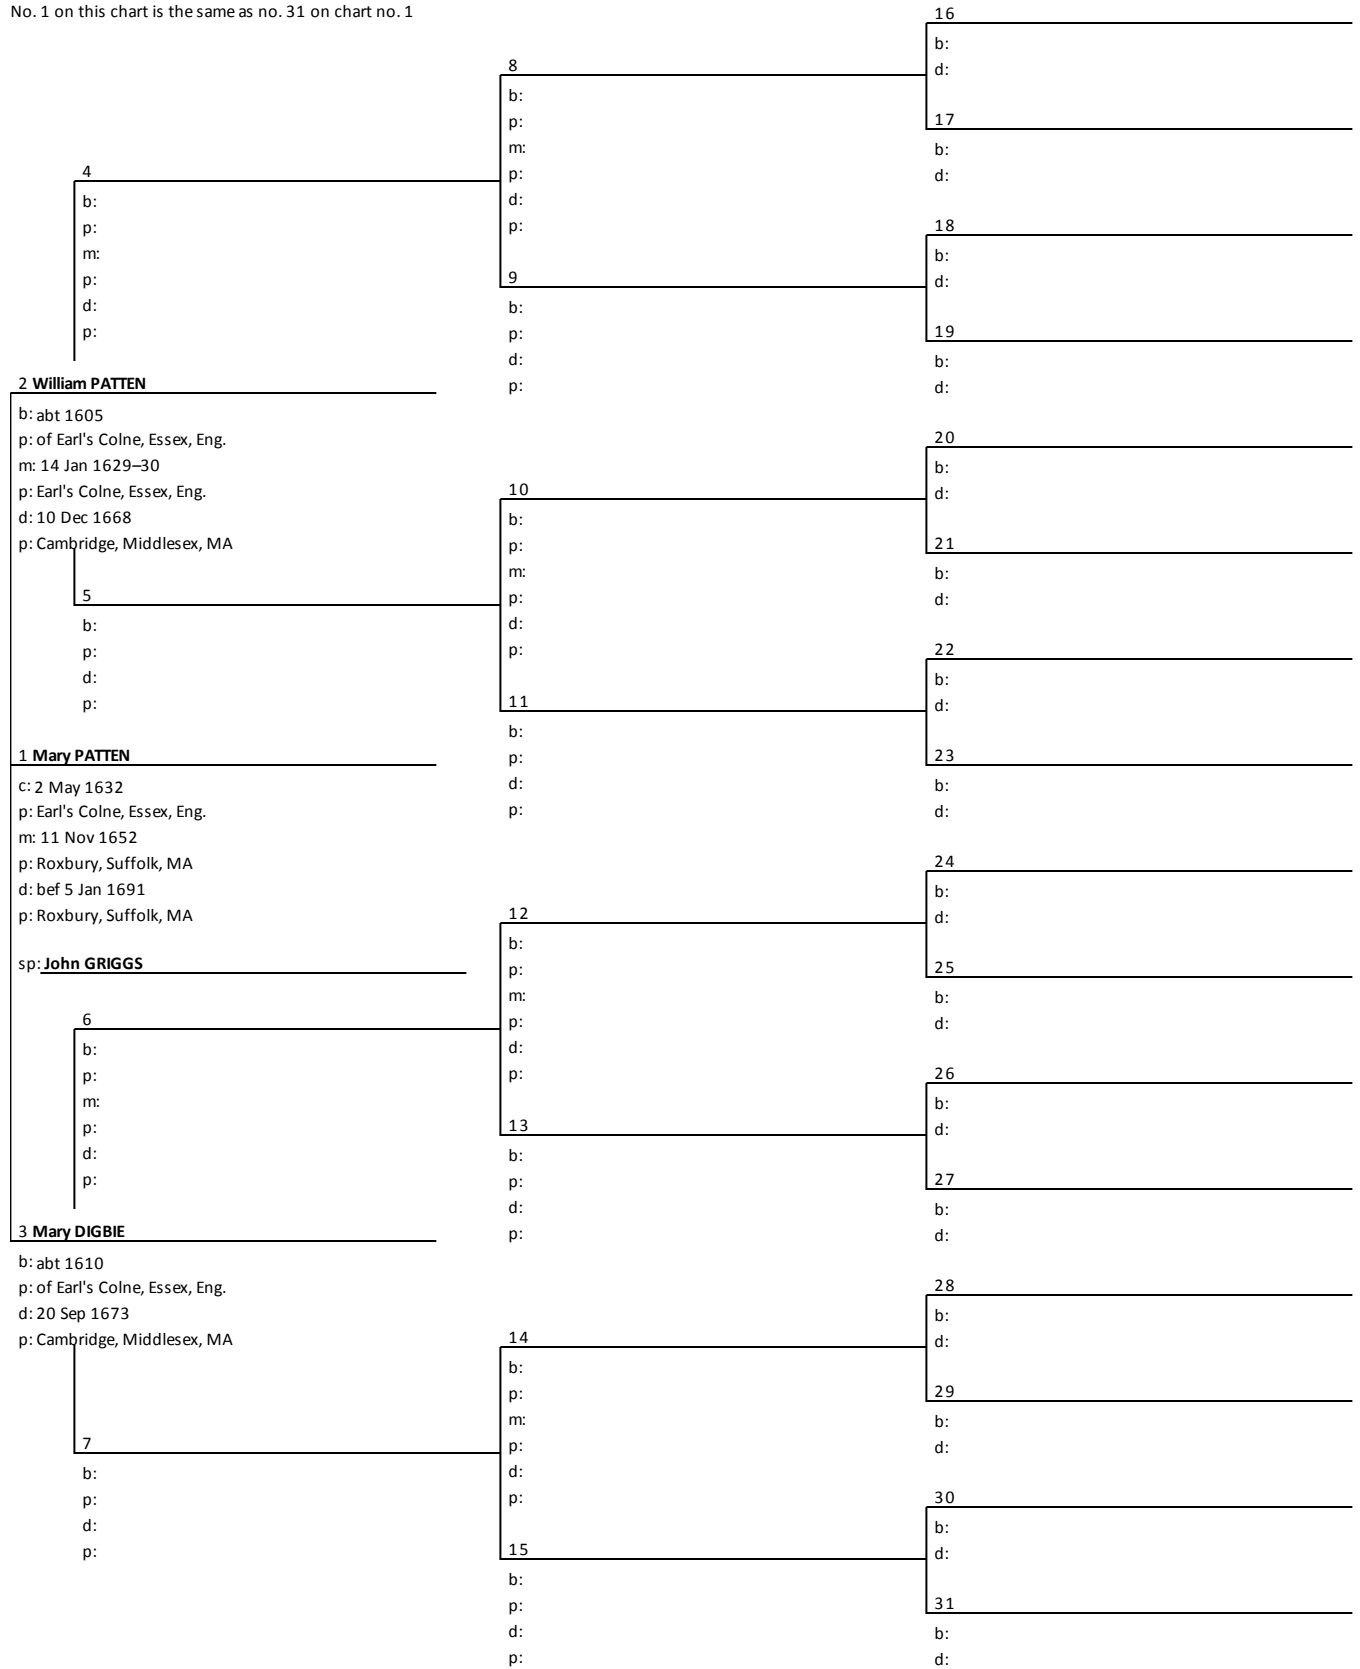 No. 1 on this chart is the same as no. 31 on chart no. 1
4
b:
p:
m:
p:
d:
p:
2 William PATTEN
b: abt 1605
p: of Earl's Colne, Essex, Eng.
m: 14 Jan 1629–30
p: Earl's Colne, Essex, Eng.
d: 10 Dec 1668
p: Cambridge, Middlesex, MA
5
b:
p:
d:
p:
1 Mary PATTEN
c: 2 May 1632
p: Earl's Colne, Essex, Eng.
m: 11 Nov 1652
p: Roxbury, Suffolk, MA
d: bef 5 Jan 1691
p: Roxbury, Suffolk, MA
sp: John GRIGGS
6
b:
p:
m:
p:
d:
p:
3 Mary DIGBIE
b: abt 1610
p: of Earl's Colne, Essex, Eng.
d: 20 Sep 1673
p: Cambridge, Middlesex, MA
7
b:
p:
d:
p:
8
b:
p:
m:
p:
d:
p:
9
b:
p:
d:
p:
10
b:
p:
m:
p:
d:
p:
11
b:
p:
d:
p:
12
b:
p:
m:
p:
d:
p:
13
b:
p:
d:
p:
14
b:
p:
m:
p:
d:
p:
15
b:
p:
d:
p:
16
b:
d:
17
b:
d:
18
b:
d:
19
b:
d:
20
b:
d:
21
b:
d:
22
b:
d:
23
b:
d:
24
b:
d:
25
b:
d:
26
b:
d:
27
b:
d:
28
b:
d:
29
b:
d:
30
b:
d:
31
b:
d: